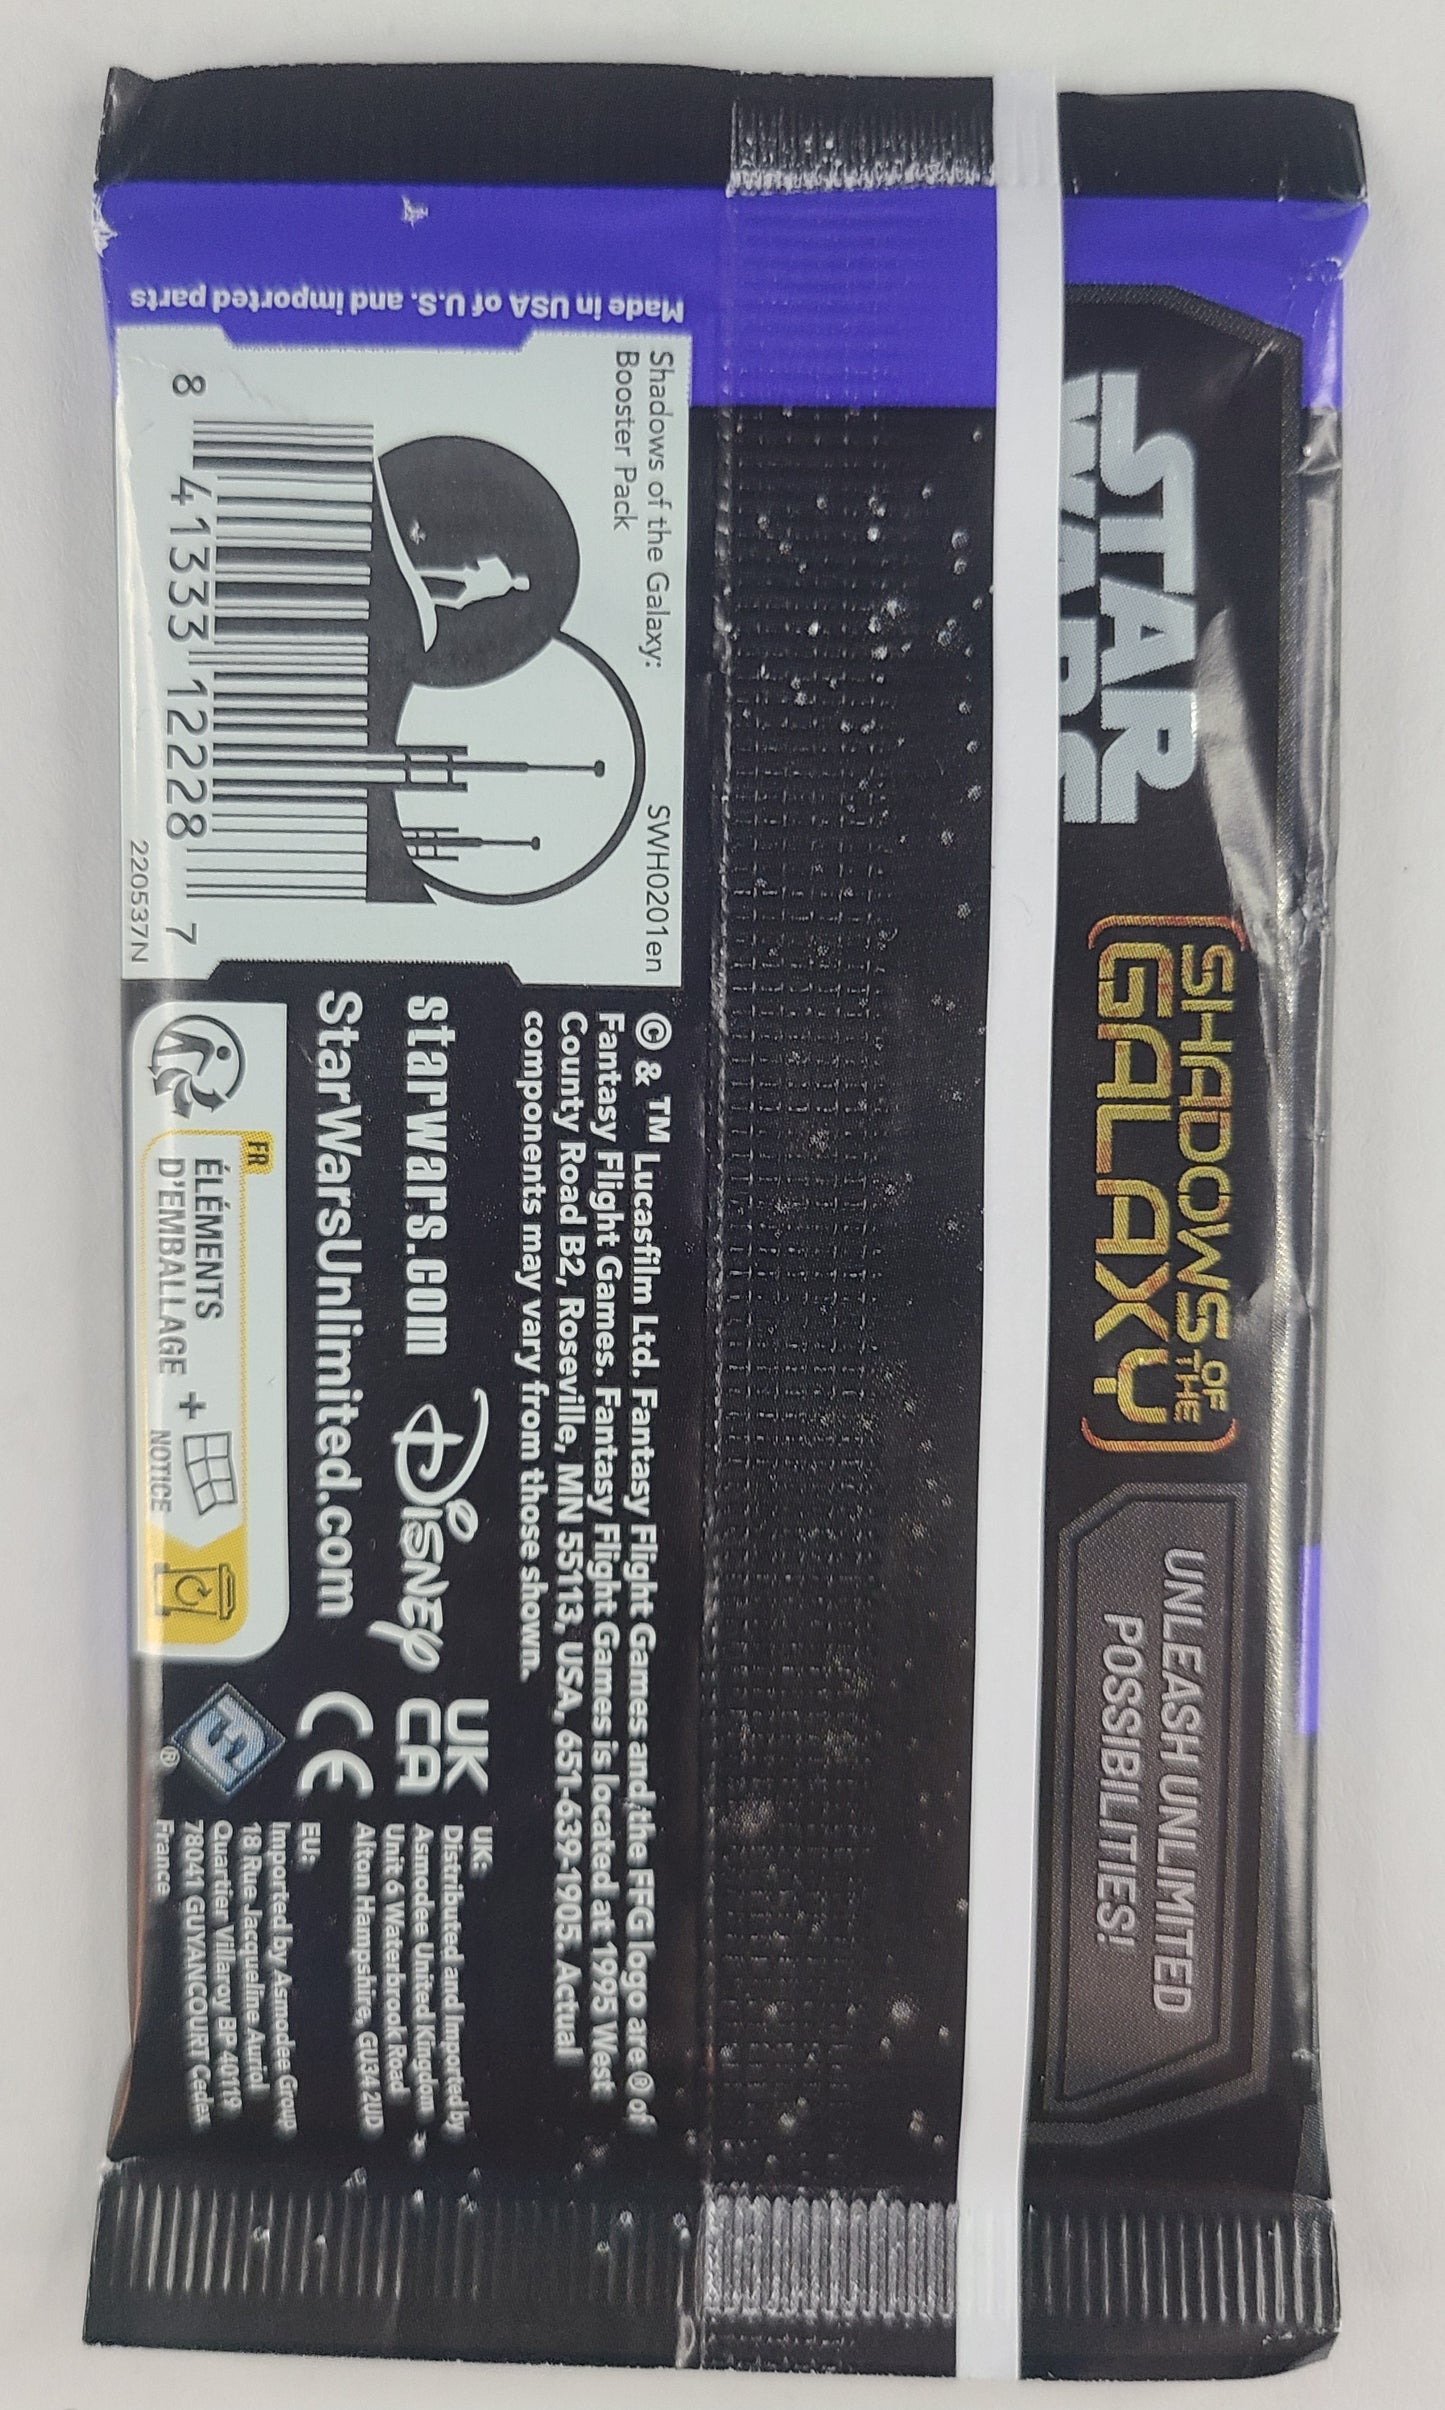 STAR
WARS
SHADOWS OF THE
GALAXY
UNLEASH UNLIMITED
POSSIBILITIES!
Made in USA of U.S. and imported parts
Shadows of the Galaxy:
Booster Pack
SWH0201en
8 41333 12228 7
220537N
© & ™ Lucasfilm Ltd. Fantasy Flight Games and the FFG logo are ® of
Fantasy Flight Games. Fantasy Flight Games is located at 1995 West
County Road B2, Roseville, MN 55113, USA, 651-639-1905. Actual
components may vary from those shown.
starwars.com
Disney
StarWarsUnlimited.com
UK
CA
CE
FR
ÉLÉMENTS
D'EMBALLAGE
+
NOTICE
®
UK:
Distributed and Imported by
Asmodee United Kingdom
Unit 6 Waterbrook Road
Alton Hampshire, GU34 2UD
EU:
Imported by Asmodee Group
18 Rue Jacqueline Auriol
Quartier Villaroy BP 40119
78041 GUYANCOURT Cedex
France